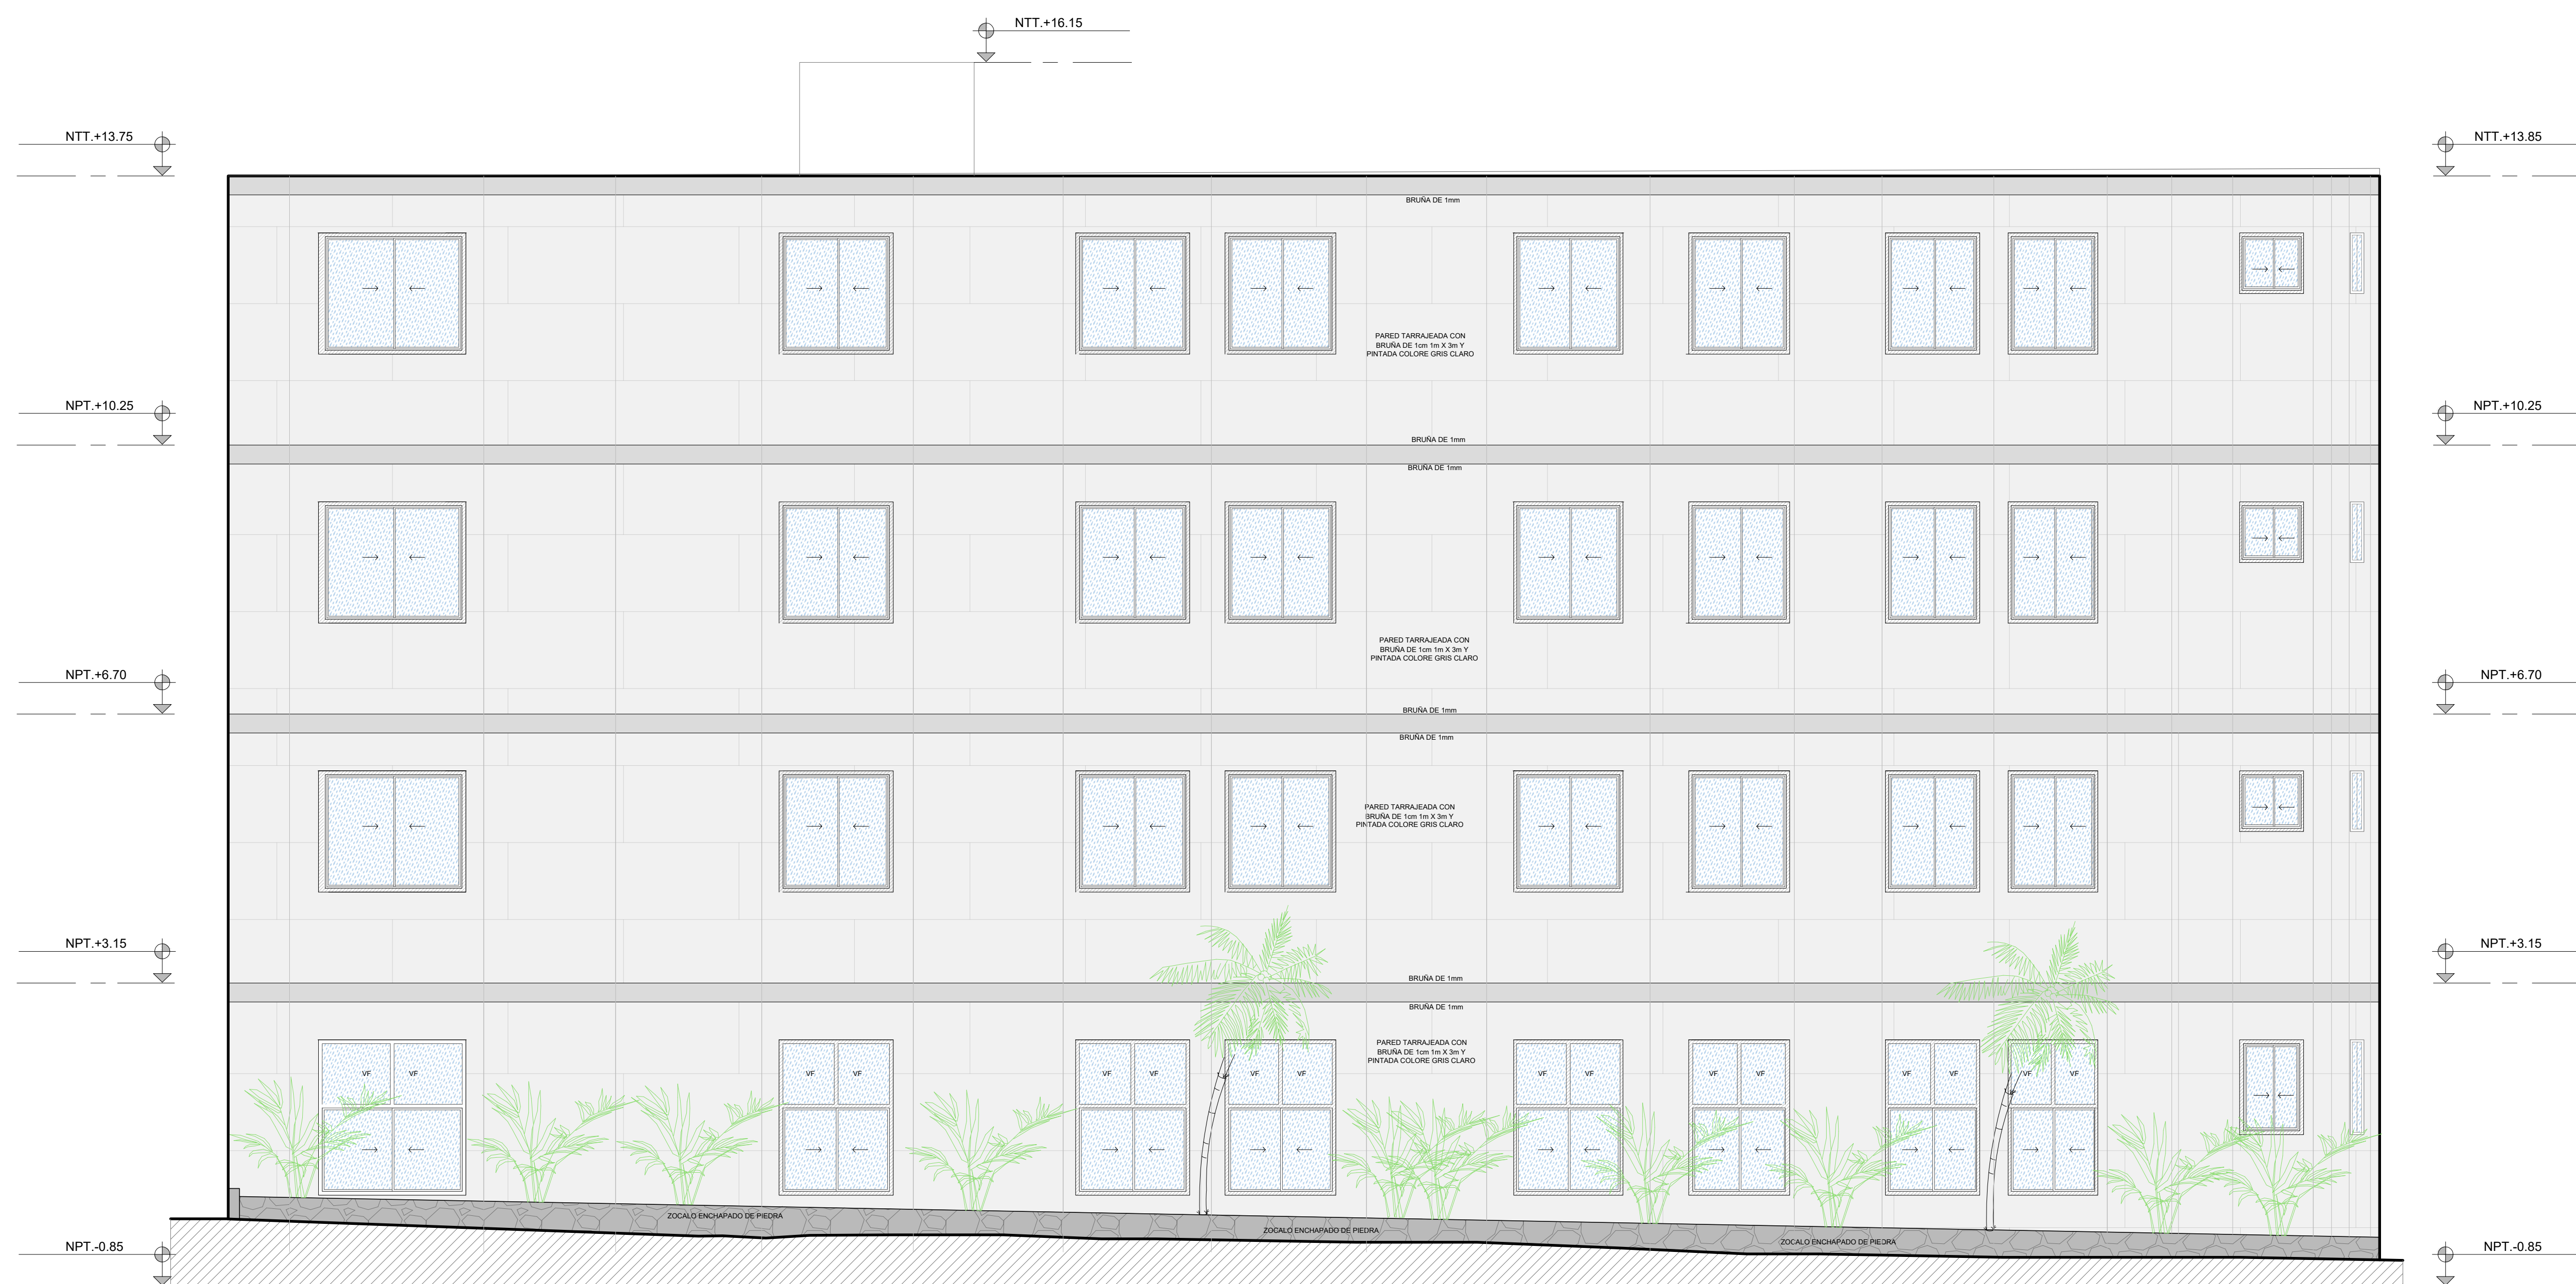 NTT.+16.15
NTT.+13.75
NTT.+13.85
BRUÑA DE 1mm
PARED TARRAJEADA CON
BRUÑA DE 1cm 1m X 3m Y
PINTADA COLORE GRIS CLARO
NPT.+10.25
NPT.+10.25
BRUÑA DE 1mm
BRUÑA DE 1mm
PARED TARRAJEADA CON
BRUÑA DE 1cm 1m X 3m Y
PINTADA COLORE GRIS CLARO
NPT.+6.70
NPT.+6.70
BRUÑA DE 1mm
BRUÑA DE 1mm
PARED TARRAJEADA CON
BRUÑA DE 1cm 1m X 3m Y
PINTADA COLORE GRIS CLARO
NPT.+3.15
NPT.+3.15
BRUÑA DE 1mm
BRUÑA DE 1mm
PARED TARRAJEADA CON
BRUÑA DE 1cm 1m X 3m Y
PINTADA COLORE GRIS CLARO
VF VF VF VF VF VF VF VF VF VF VF VF VF VF VF VF
ZOCALO ENCHAPADO DE PIEDRA
ZOCALO ENCHAPADO DE PIEDRA
ZOCALO ENCHAPADO DE PIEDRA
NPT.-0.85
NPT.-0.85